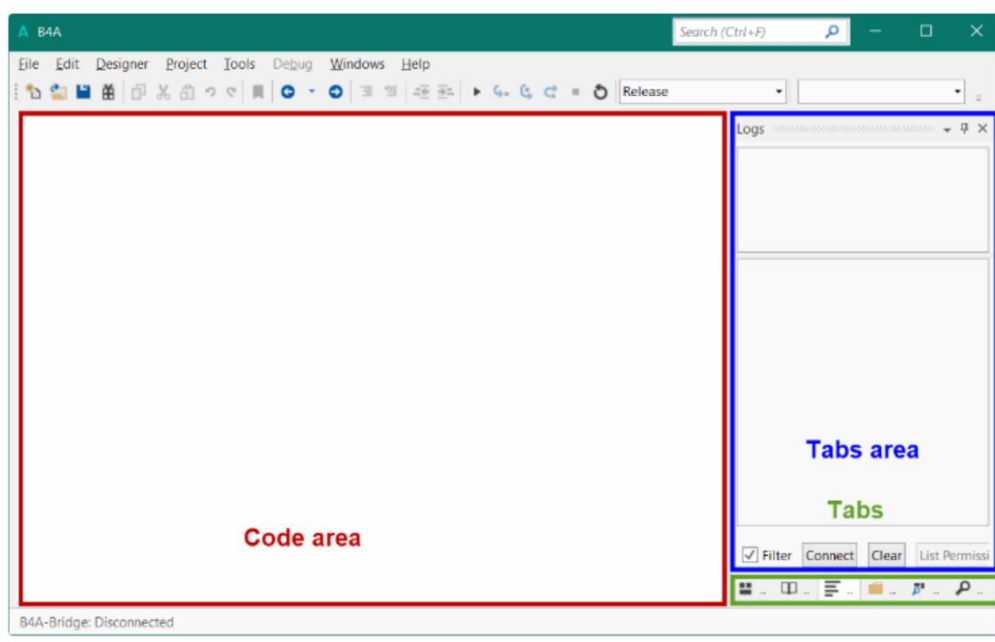 B4A
Search (Ctrl+F)
File Edit Designer Project Tools Debug Windows Help
Release
Logs
Tabs area
Tabs
Code area
Filter Connect Clear List Permissi
B4A-Bridge: Disconnected